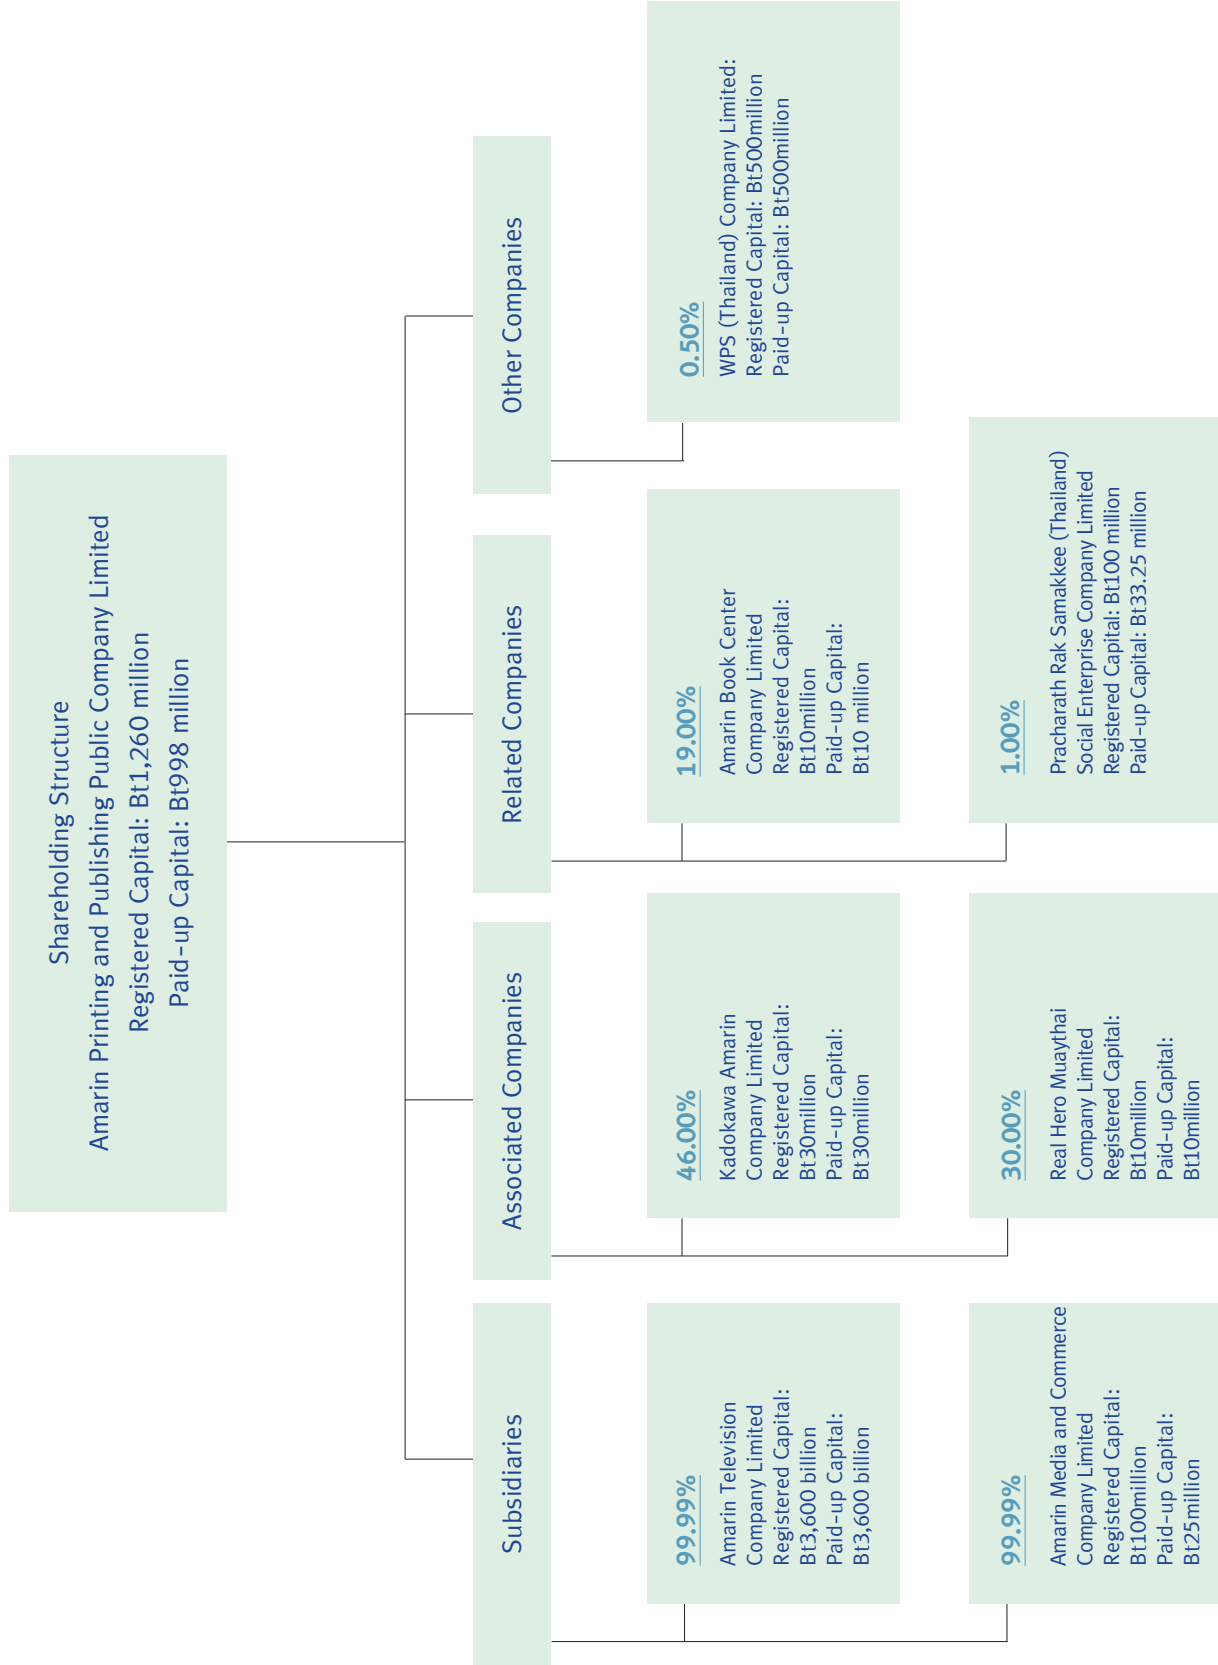 Shareholding Structure
Amarin Printing and Publishing Public Company Limited
Registered Capital: Bt1,260 million
Paid-up Capital: Bt998 million
Subsidiaries
99.99%
Amarin Television
Company Limited
Registered Capital:
Bt3,600 billion
Paid-up Capital:
Bt3,600 billion
99.99%
Amarin Media and Commerce
Company Limited
Registered Capital:
Bt100million
Paid-up Capital:
Bt25million
Associated Companies
46.00%
Kadokawa Amarin
Company Limited
Registered Capital:
Bt30million
Paid-up Capital:
Bt30million
30.00%
Real Hero Muaythai
Company Limited
Registered Capital:
Bt10million
Paid-up Capital:
Bt10million
Related Companies
19.00%
Amarin Book Center
Company Limited
Registered Capital:
Bt10million
Paid-up Capital:
Bt10 million
1.00%
Pracharath Rak Samakkee (Thailand)
Social Enterprise Company Limited
Registered Capital: Bt100 million
Paid-up Capital: Bt33.25 million
Other Companies
0.50%
WPS (Thailand) Company Limited:
Registered Capital: Bt500million
Paid-up Capital: Bt500million